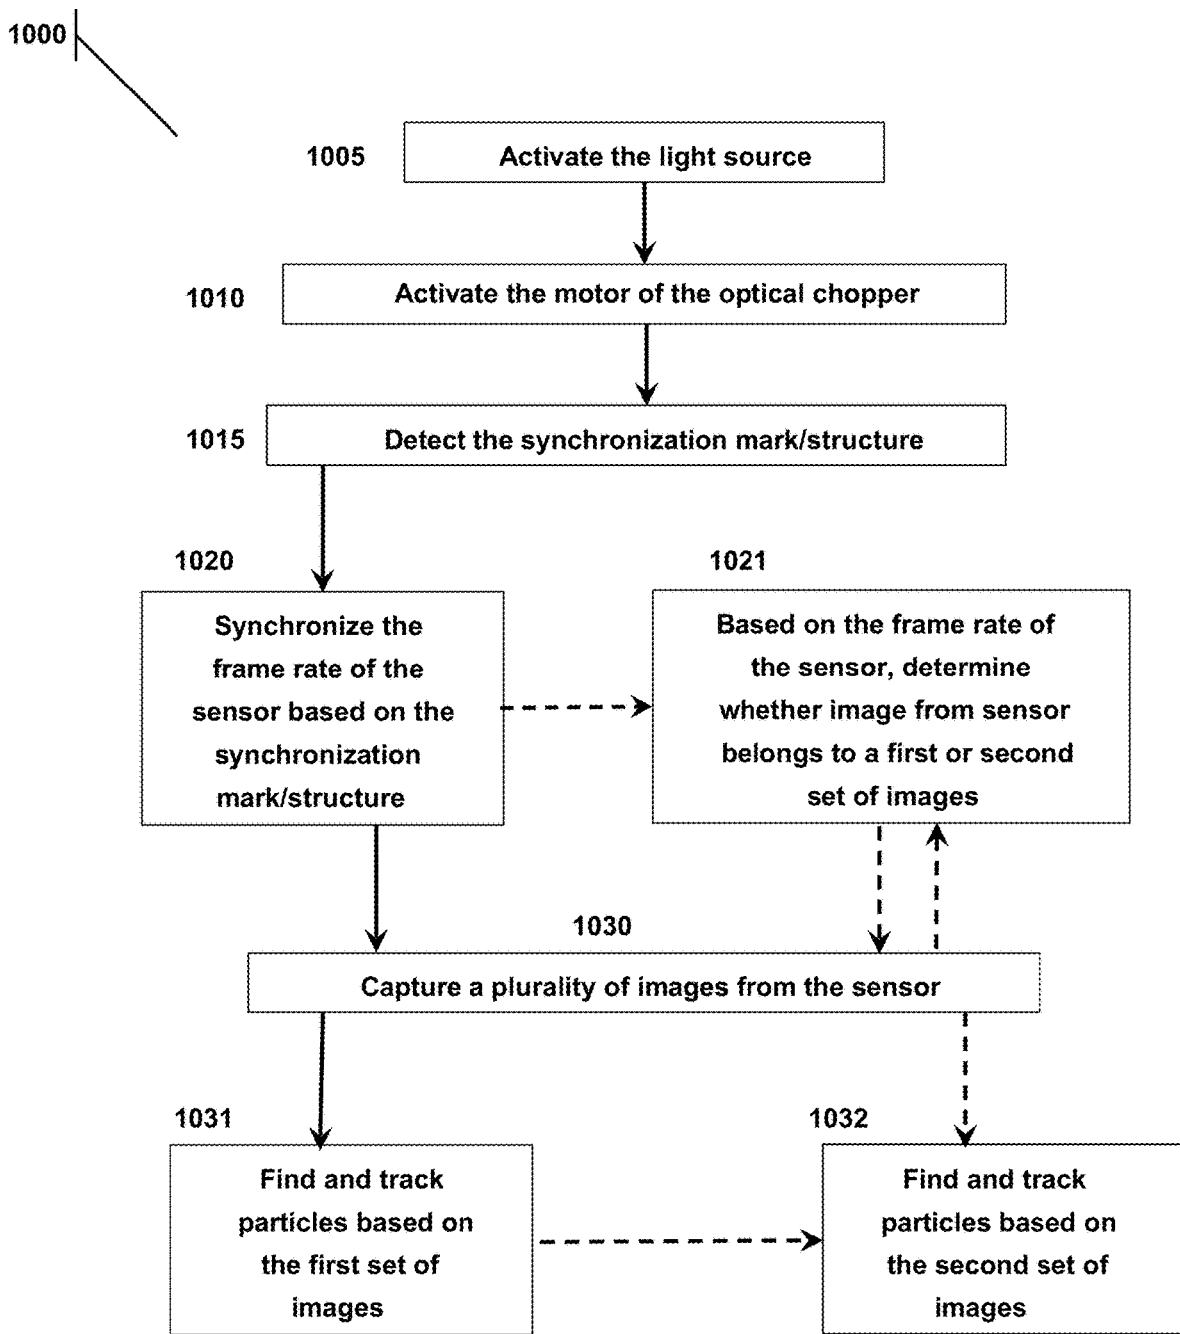 1000
1005
Activate the light source
1010
Activate the motor of the optical chopper
1015
Detect the synchronization mark/structure
1020
Synchronize the
frame rate of the
sensor based on the
synchronization
mark/structure
1021
Based on the frame rate of
the sensor, determine
whether image from sensor
belongs to a first or second
set of images
1030
Capture a plurality of images from the sensor
1031
Find and track
particles based on
the first set of
images
1032
Find and track
particles based on
the second set of
images